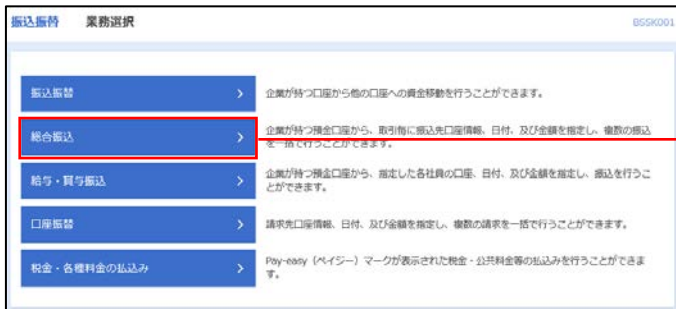 振込振替 業務選択 BSSK001
振込振替 >
企業が持つ口座から他の口座への資金移動を行うことができます。
総合振込 >
企業が持つ預金口座から、取引毎に振込先口座情報、日付、及び金額を指定し、複数の振込
を一括で行うことができます。
給与・賞与振込 >
企業が持つ預金口座から、指定した各社員の口座、日付、及び金額を指定し、振込を行うこ
とができます。
口座振替 >
請求先口座情報、日付、及び金額を指定し、複数の請求を一括で行うことができます。
税金・各種料金の払込み >
Pay-easy（ペイジー）マークが表示された税金・公共料金等の払込みを行うことができま
す。